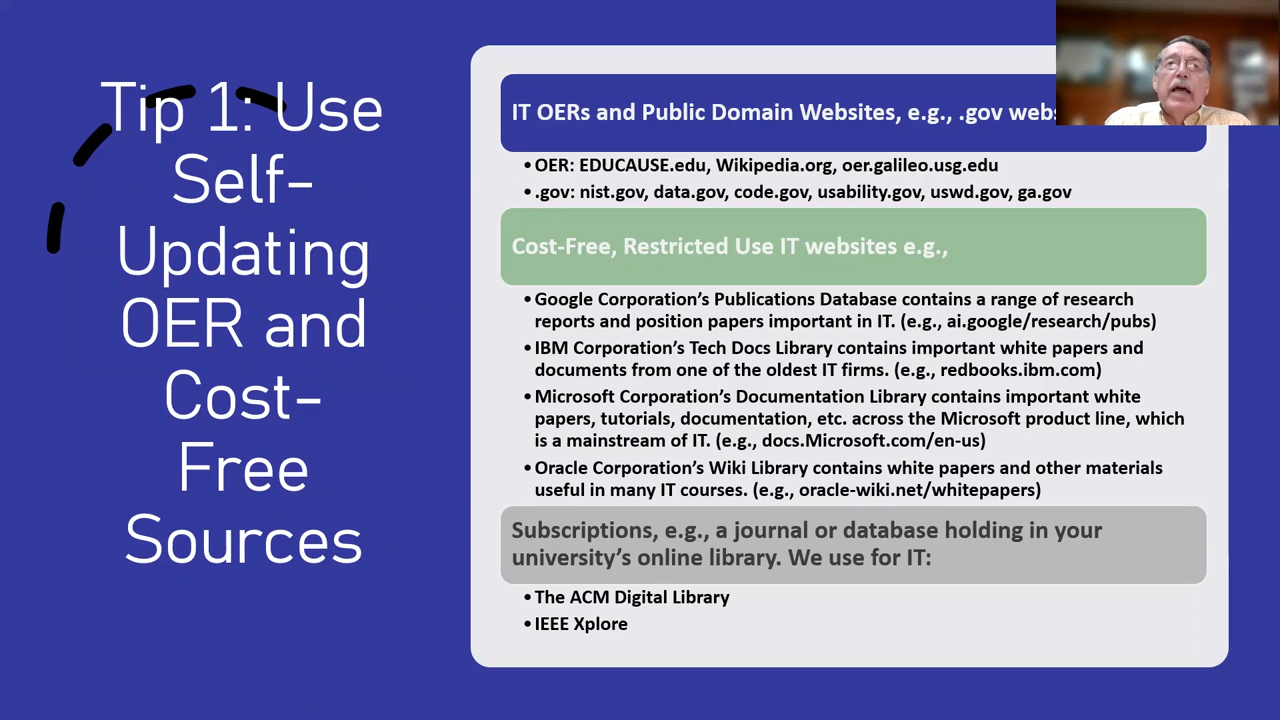 Tip 1: Use
Self-
Updating
OER and
Cost-
Free
Sources
IT OERs and Public Domain Websites, e.g., .gov
• OER: EDUCAUSE.edu, Wikipedia.org, oer.galileo.usg.edu
• .gov: nist.gov, data.gov, code.gov, usability.gov, uswd.gov, ga.gov
Cost-Free, Restricted Use IT websites e.g.,
• Google Corporation’s Publications Database contains a range of research
reports and position papers important in IT. (e.g., ai.google/research/pubs)
• IBM Corporation’s Tech Docs Library contains important white papers and
documents from one of the oldest IT firms. (e.g., redbooks.ibm.com)
• Microsoft Corporation’s Documentation Library contains important white
papers, tutorials, documentation, etc. across the Microsoft product line, which
is a mainstream of IT. (e.g., docs.Microsoft.com/en-us)
• Oracle Corporation’s Wiki Library contains white papers and other materials
useful in many IT courses. (e.g., oracle-wiki.net/whitepapers)
Subscriptions, e.g., a journal or database holding in your
university’s online library. We use for IT:
• The ACM Digital Library
• IEEE Xplore